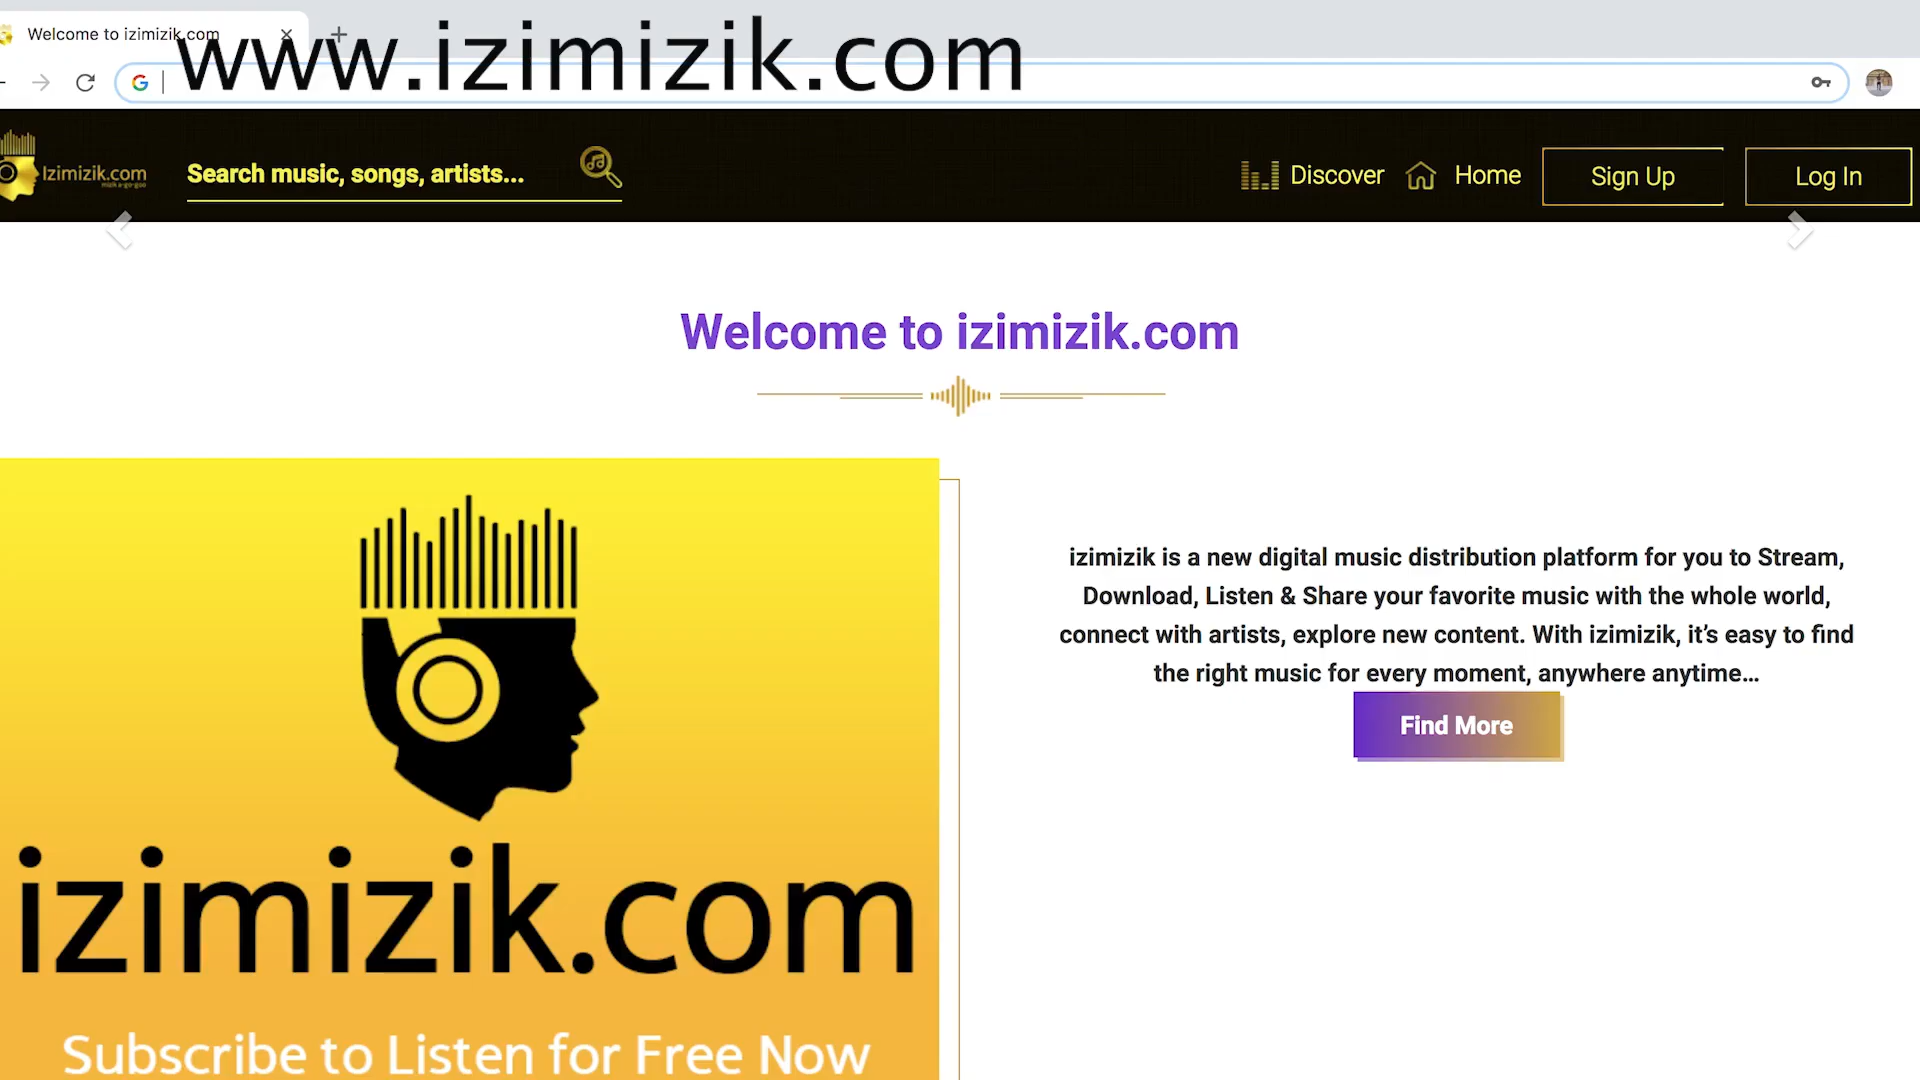 Welcome to izimizik.com
www.izimizik.com
Izimizik.com
mizik a-go-goo
Search music, songs, artists...
Discover
Home
Sign Up
Log In
Welcome to izimizik.com
izimizik is a new digital music distribution platform for you to Stream,
Download, Listen & Share your favorite music with the whole world,
connect with artists, explore new content. With izimizik, it’s easy to find
the right music for every moment, anywhere anytime...
Find More
izimizik.com
Subscribe to Listen for Free Now